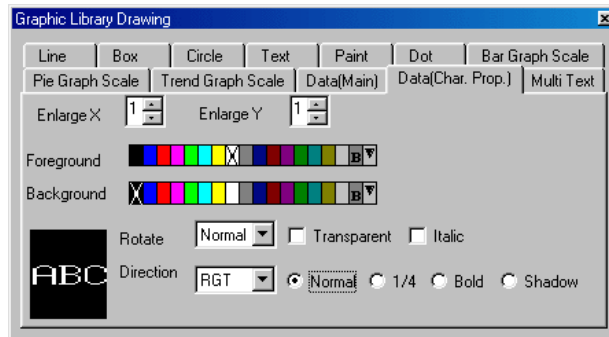 Graphic Library Drawing
Line Box Circle Text Paint Dot Bar Graph Scale
Pie Graph Scale Trend Graph Scale Data(Main) Data(Char. Prop.) Multi Text
Enlarge X 1 Enlarge Y 1
Foreground B
Background B
Rotate Normal Transparent Italic
ABC
Direction RGT Normal 1/4 Bold Shadow